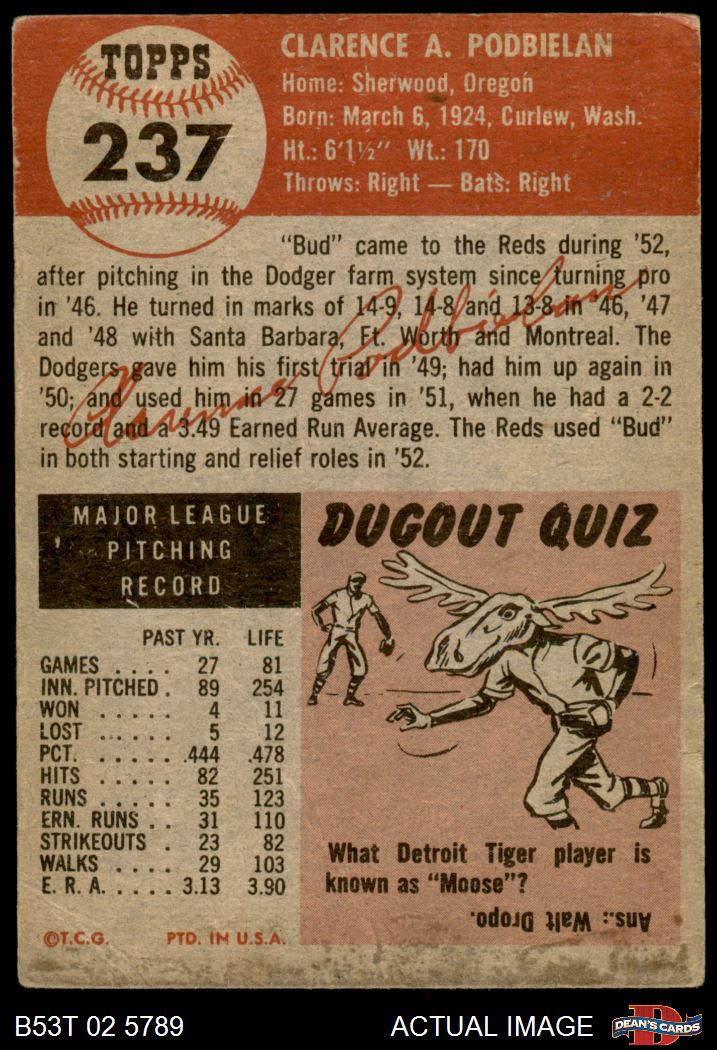 TOPPS
237
CLARENCE A. PODBIELAN
Home: Sherwood, Oregon
Born: March 6, 1924, Curlew, Wash.
Ht.: 6'1½" Wt.: 170
Throws: Right — Bats: Right
"Bud" came to the Reds during '52,
after pitching in the Dodger farm system since turning pro
in '46. He turned in marks of 14-9, 14-8 and 13-8 in '46, '47
and '48 with Santa Barbara, Ft. Worth and Montreal. The
Dodgers gave him his first trial in '49; had him up again in
'50; and used him in 27 games in '51, when he had a 2-2
record and a 3.49 Earned Run Average. The Reds used "Bud"
in both starting and relief roles in '52.
Clarence Podbielan
MAJOR LEAGUE
PITCHING
RECORD
PAST YR. LIFE
GAMES . . . . 27 81
INN. PITCHED . 89 254
WON . . . . . 4 11
LOST . . . . . 5 12
PCT. . . . . . .444 .478
HITS . . . . . 82 251
RUNS . . . . . 35 123
ERN. RUNS . . 31 110
STRIKEOUTS . 23 82
WALKS . . . . 29 103
E. R. A. . . . . . 3.13 3.90
©T.C.G. PTD. IN U.S.A.
DUGOUT QUIZ
What Detroit Tiger player is
known as "Moose"?
Ans.: Walt Dropo.
B53T 02 5789
ACTUAL IMAGE
D
DEAN'S CARDS